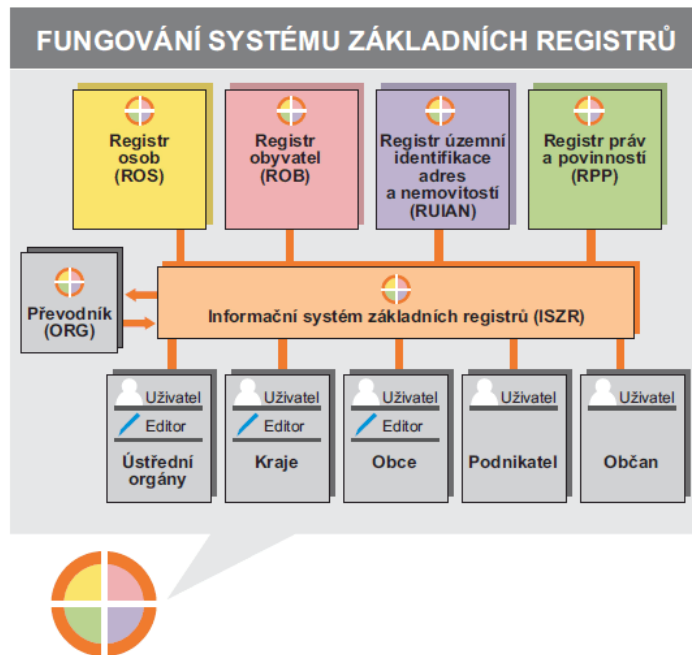 FUNGOVÁNÍ SYSTÉMU ZÁKLADNÍCH REGISTRŮ
Registr
osob
(ROS)
Registr
obyvatel
(ROB)
Registr územní
identifikace
adres
a nemovitostí
(RUIAN)
Registr práv
a povinností
(RPP)
Převodník
(ORG)
Informační systém základních registrů (ISZR)
Uživatel
Editor
Ústřední
orgány
Uživatel
Editor
Kraje
Uživatel
Editor
Obce
Uživatel
Podnikatel
Uživatel
Občan